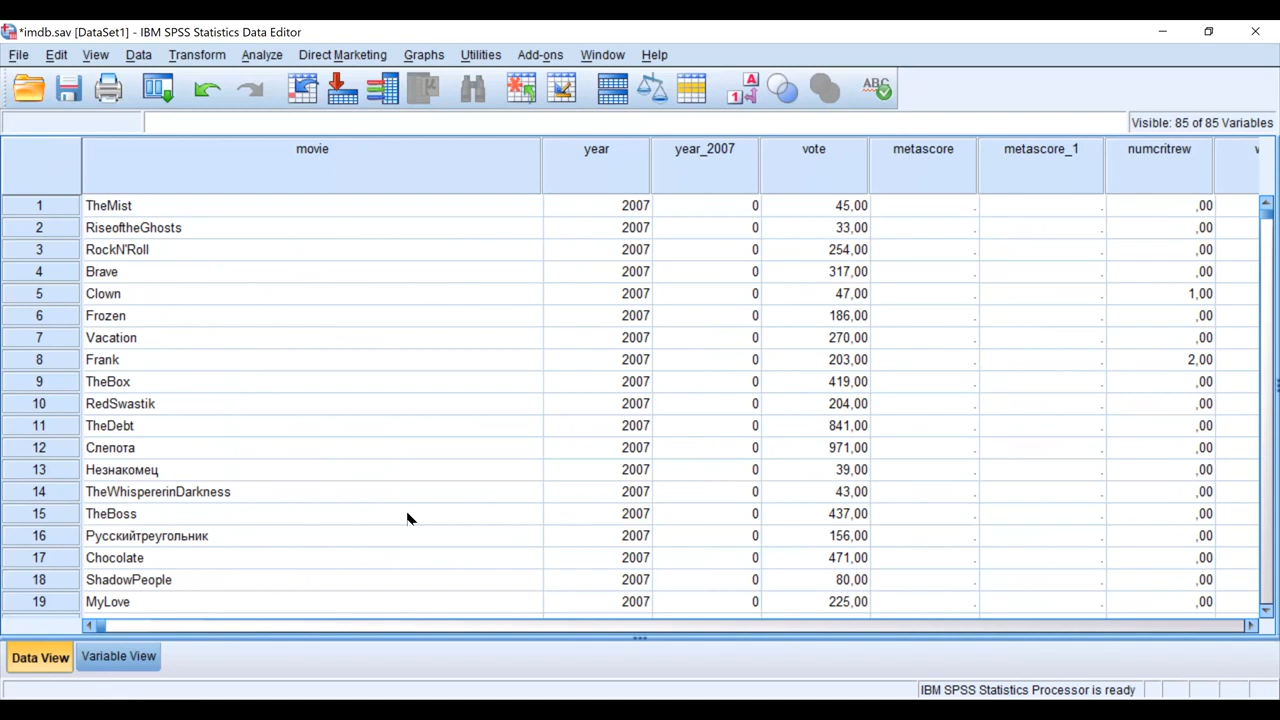 *imdb.sav [DataSet1] - IBM SPSS Statistics Data Editor
File Edit View Data Transform Analyze Direct Marketing Graphs Utilities Add-ons Window Help
A 1 ABC
Visible: 85 of 85 Variables
movie year year_2007 vote metascore metascore_1 numcritrew
1 TheMist 2007 0 45,00 . . ,00
2 RiseoftheGhosts 2007 0 33,00 . . ,00
3 RockN'Roll 2007 0 254,00 . . ,00
4 Brave 2007 0 317,00 . . ,00
5 Clown 2007 0 47,00 . . 1,00
6 Frozen 2007 0 186,00 . . ,00
7 Vacation 2007 0 270,00 . . ,00
8 Frank 2007 0 203,00 . . 2,00
9 TheBox 2007 0 419,00 . . ,00
10 RedSwastik 2007 0 204,00 . . ,00
11 TheDebt 2007 0 841,00 . . ,00
12 Слепота 2007 0 971,00 . . ,00
13 Незнакомец 2007 0 39,00 . . ,00
14 TheWhispererinDarkness 2007 0 43,00 . . ,00
15 TheBoss 2007 0 437,00 . . ,00
16 Русскийтреугольник 2007 0 156,00 . . ,00
17 Chocolate 2007 0 471,00 . . ,00
18 ShadowPeople 2007 0 80,00 . . ,00
19 MyLove 2007 0 225,00 . . ,00
Data View Variable View
IBM SPSS Statistics Processor is ready